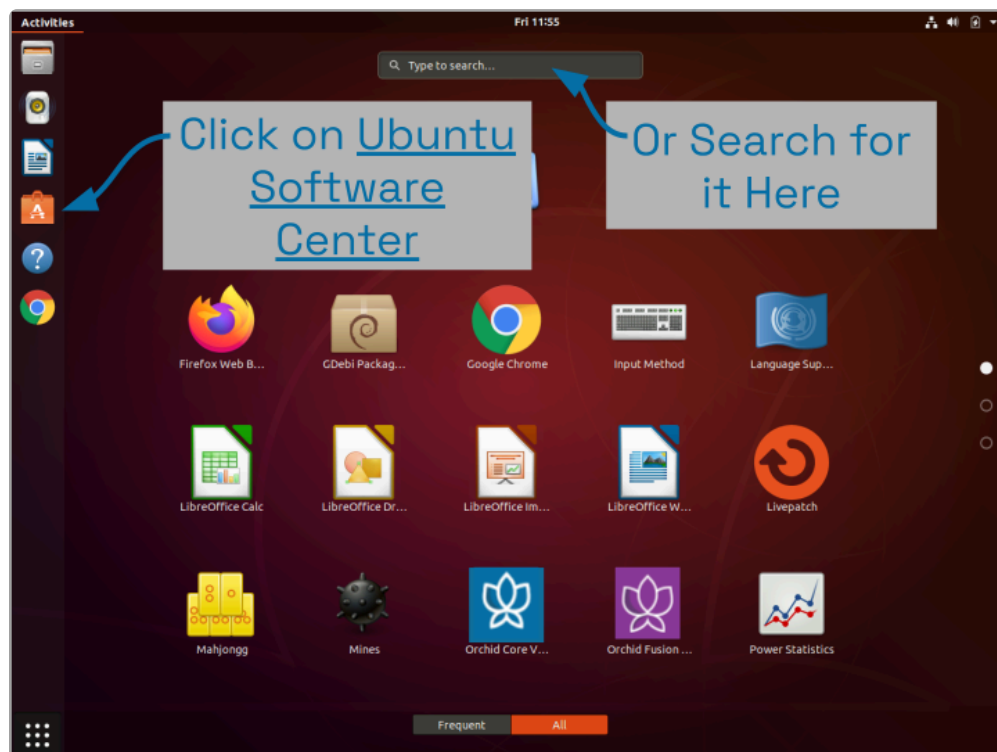 Activities
Fri 11:55
Type to search...
Click on Ubuntu
Software
Center
Or Search for
it Here
Firefox Web B...
GDebi Packag...
Google Chrome
Input Method
Language Sup...
LibreOffice Calc
LibreOffice Dr...
LibreOffice Im...
LibreOffice W...
Livepatch
Mahjongg
Mines
Orchid Core V...
Orchid Fusion ...
Power Statistics
Frequent
All